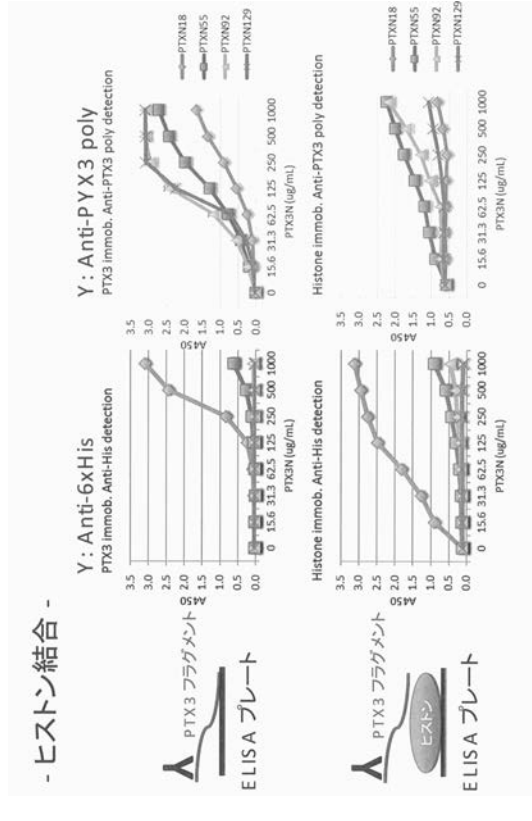 - ヒストン結合 -
Y : Anti-6xHis
PTX3 immob. Anti-His detection
3.5
3.0
2.5
2.0
1.5
1.0
0.5
0.0
A450
0 15.6 31.3 62.5 125 250 500 1000
PTX3N (ug/mL)
Y : Anti-PYX3 poly
PTX3 immob. Anti-PTX3 poly detection
3.5
3.0
2.5
2.0
1.5
1.0
0.5
0.0
A450
0 15.6 31.3 62.5 125 250 500 1000
PTX3N (ug/mL)
PTXN18
PTXN55
PTXN92
PTXN129
PTX3 フラグメント
ELISA プレート
Histone immob. Anti-His detection
3.5
3.0
2.5
2.0
1.5
1.0
0.5
0.0
A450
0 15.6 31.3 62.5 125 250 500 1000
PTX3N (ug/mL)
Histone immob. Anti-PTX3 poly detection
3.5
3.0
2.5
2.0
1.5
1.0
0.5
0.0
A450
0 15.6 31.3 62.5 125 250 500 1000
PTX3N (ug/mL)
PTXN18
PTXN55
PTXN92
PTXN129
PTX3 フラグメント
ヒストン
ELISA プレート